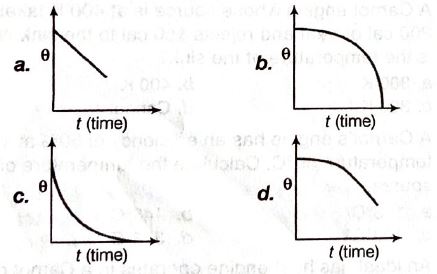 a.
θ
t (time)
b.
θ
t (time)
c.
θ
t (time)
d.
θ
t (time)